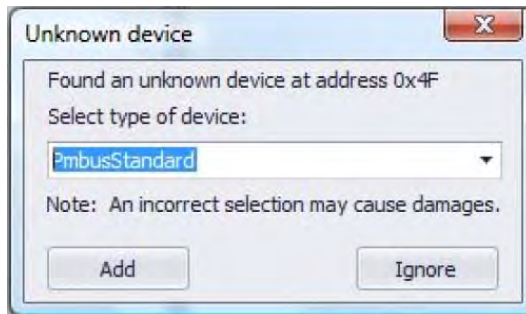 Unknown device
Found an unknown device at address 0x4F
Select type of device:
PmbusStandard
Note:  An incorrect selection may cause damages.
Add
Ignore